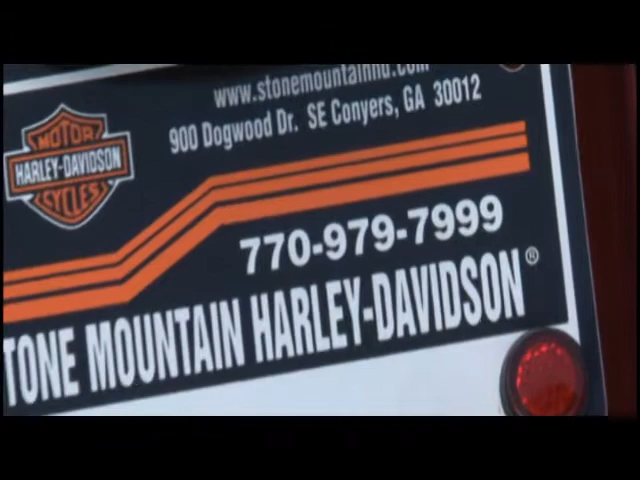 www.stonemountainhd.com
900 Dogwood Dr. SE Conyers, GA 30012
MOTOR
HARLEY-DAVIDSON
CYCLES
770-979-7999
TONE MOUNTAIN HARLEY-DAVIDSON®